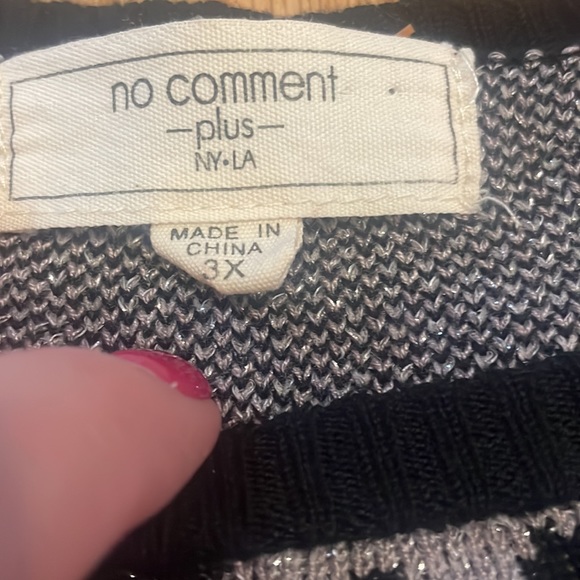 no comment
—plus—
NY•LA
MADE IN
CHINA
3X